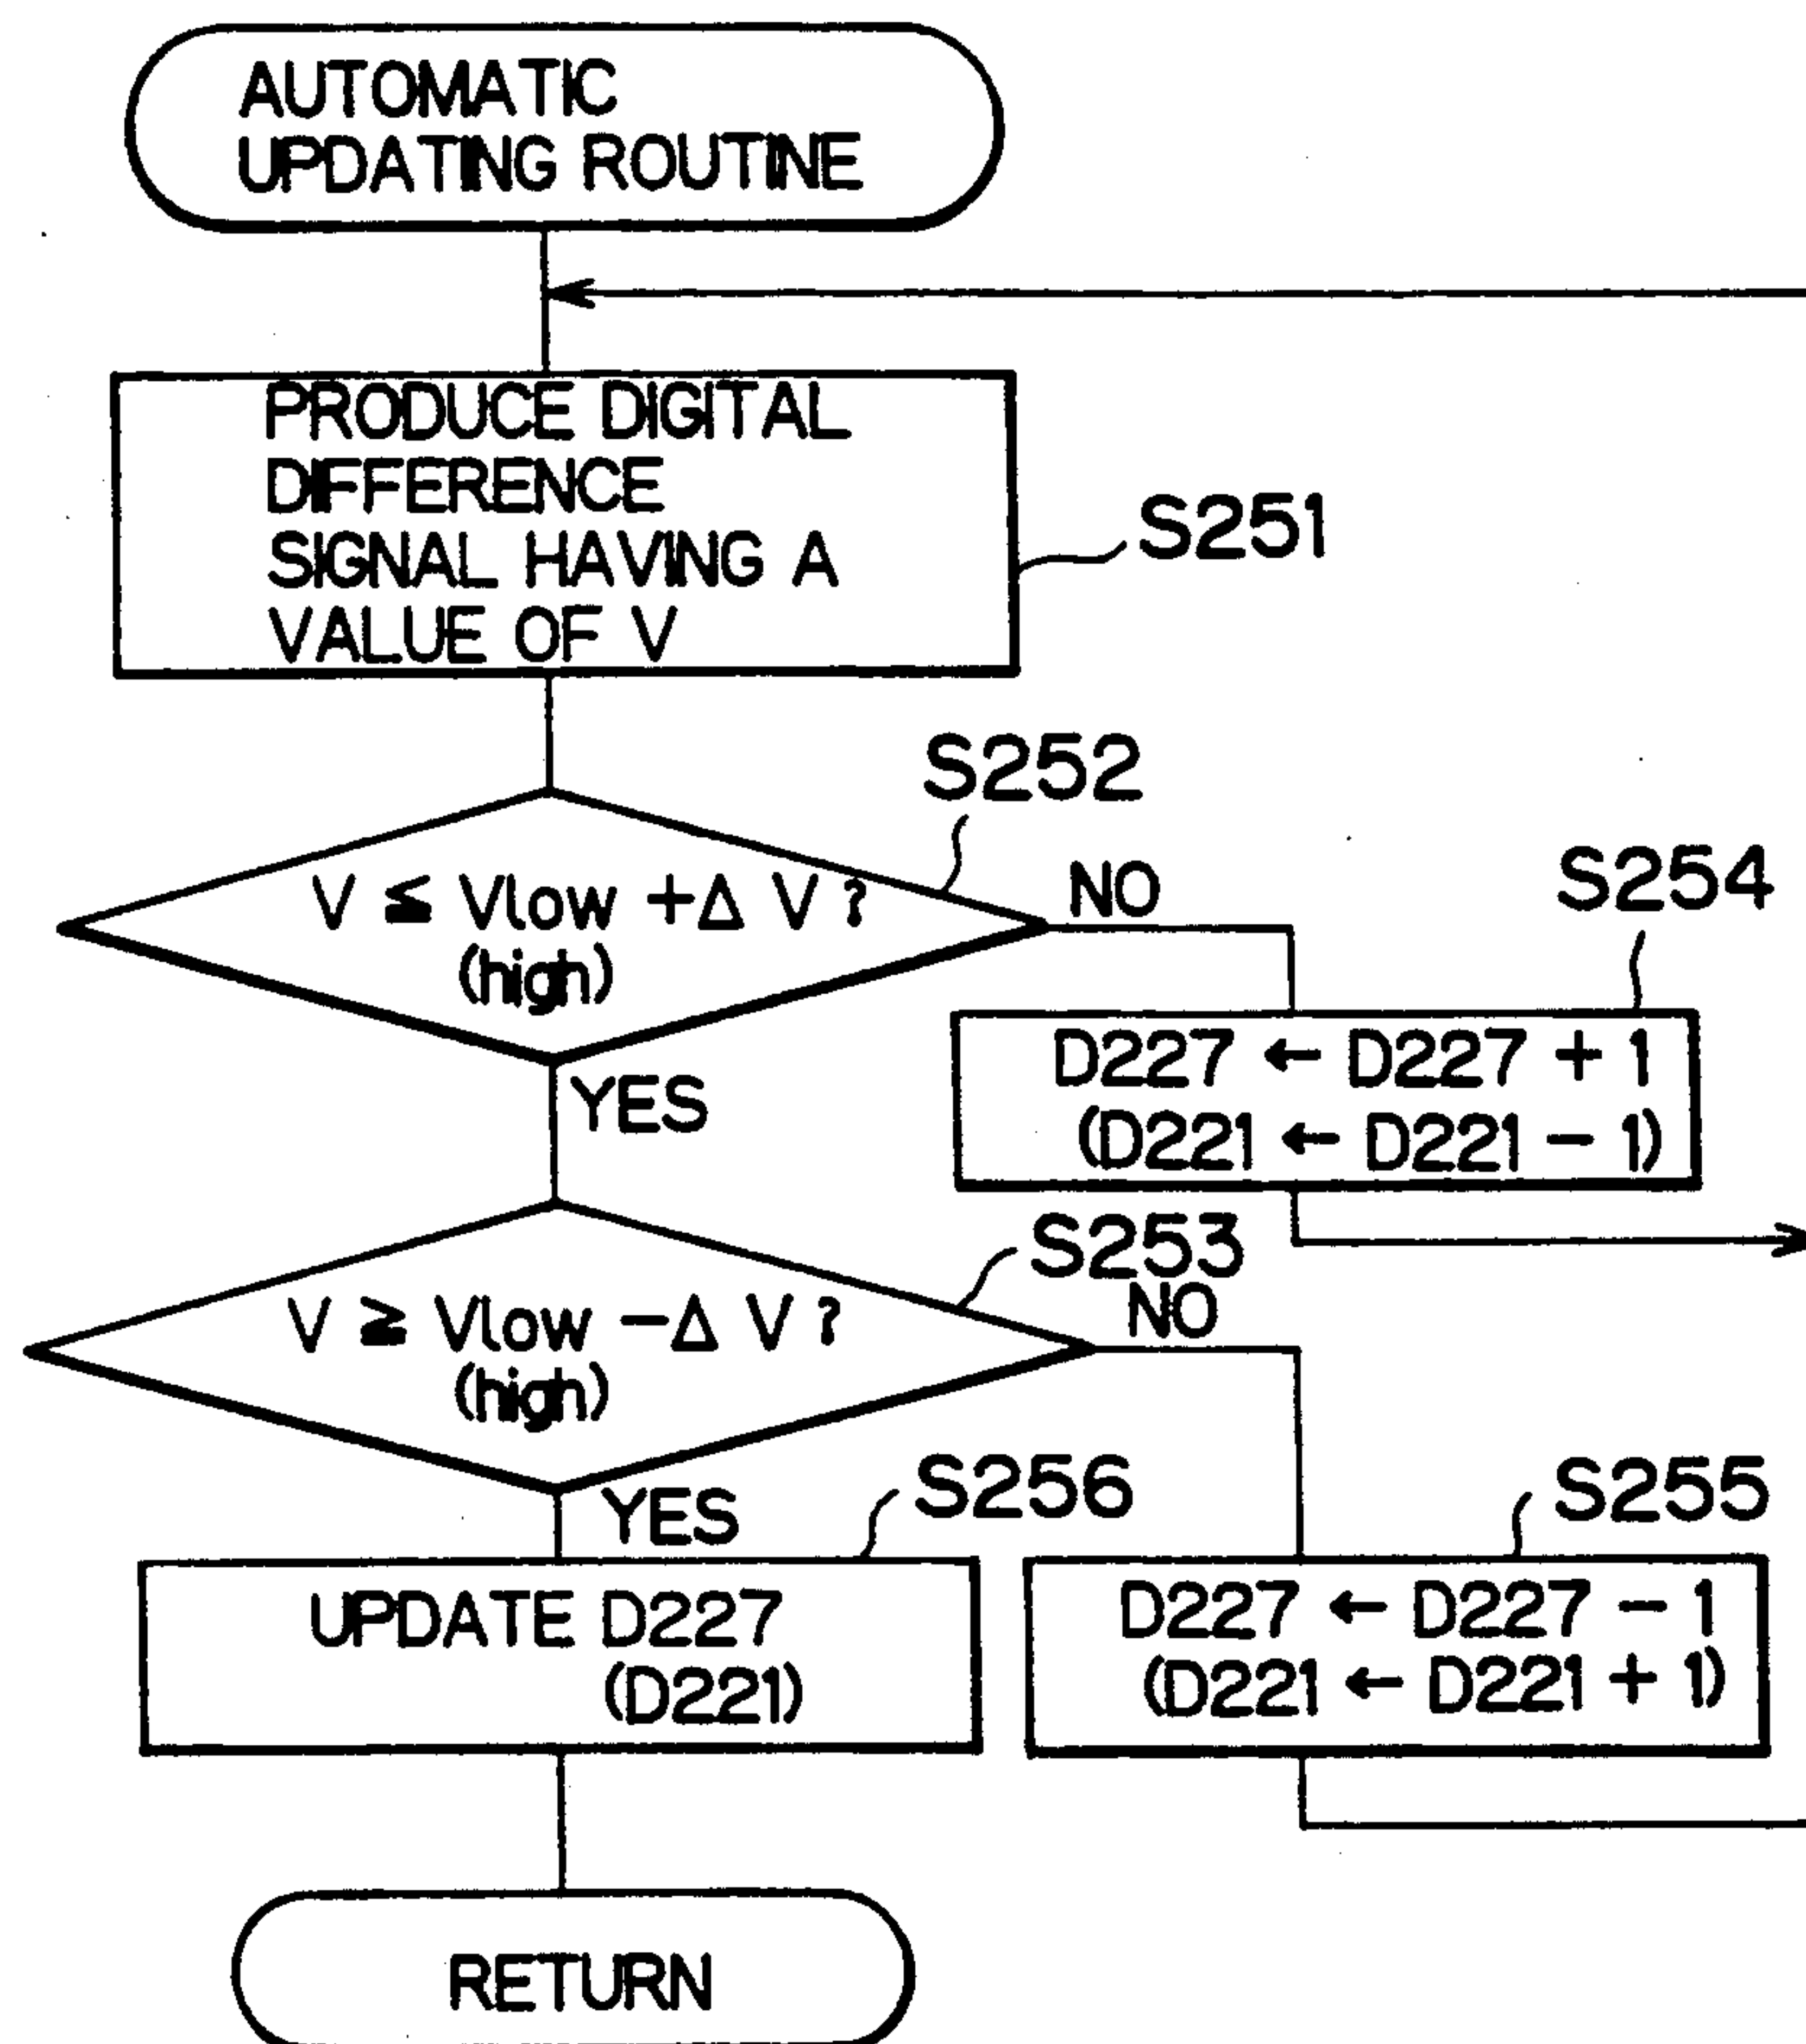 AUTOMATIC
UPDATING ROUTINE
PRODUCE DIGITAL
DIFFERENCE
SIGNAL HAVING A
VALUE OF V
S251
S252
V ≦ Vlow +Δ V ?
(high)
NO
S254
D227 ← D227 + 1
(D221 ← D221 − 1)
YES
S253
V ≧ Vlow −Δ V ?
(high)
NO
S256
S255
YES
UPDATE D227
(D221)
D227 ← D227 − 1
(D221 ← D221 + 1)
RETURN